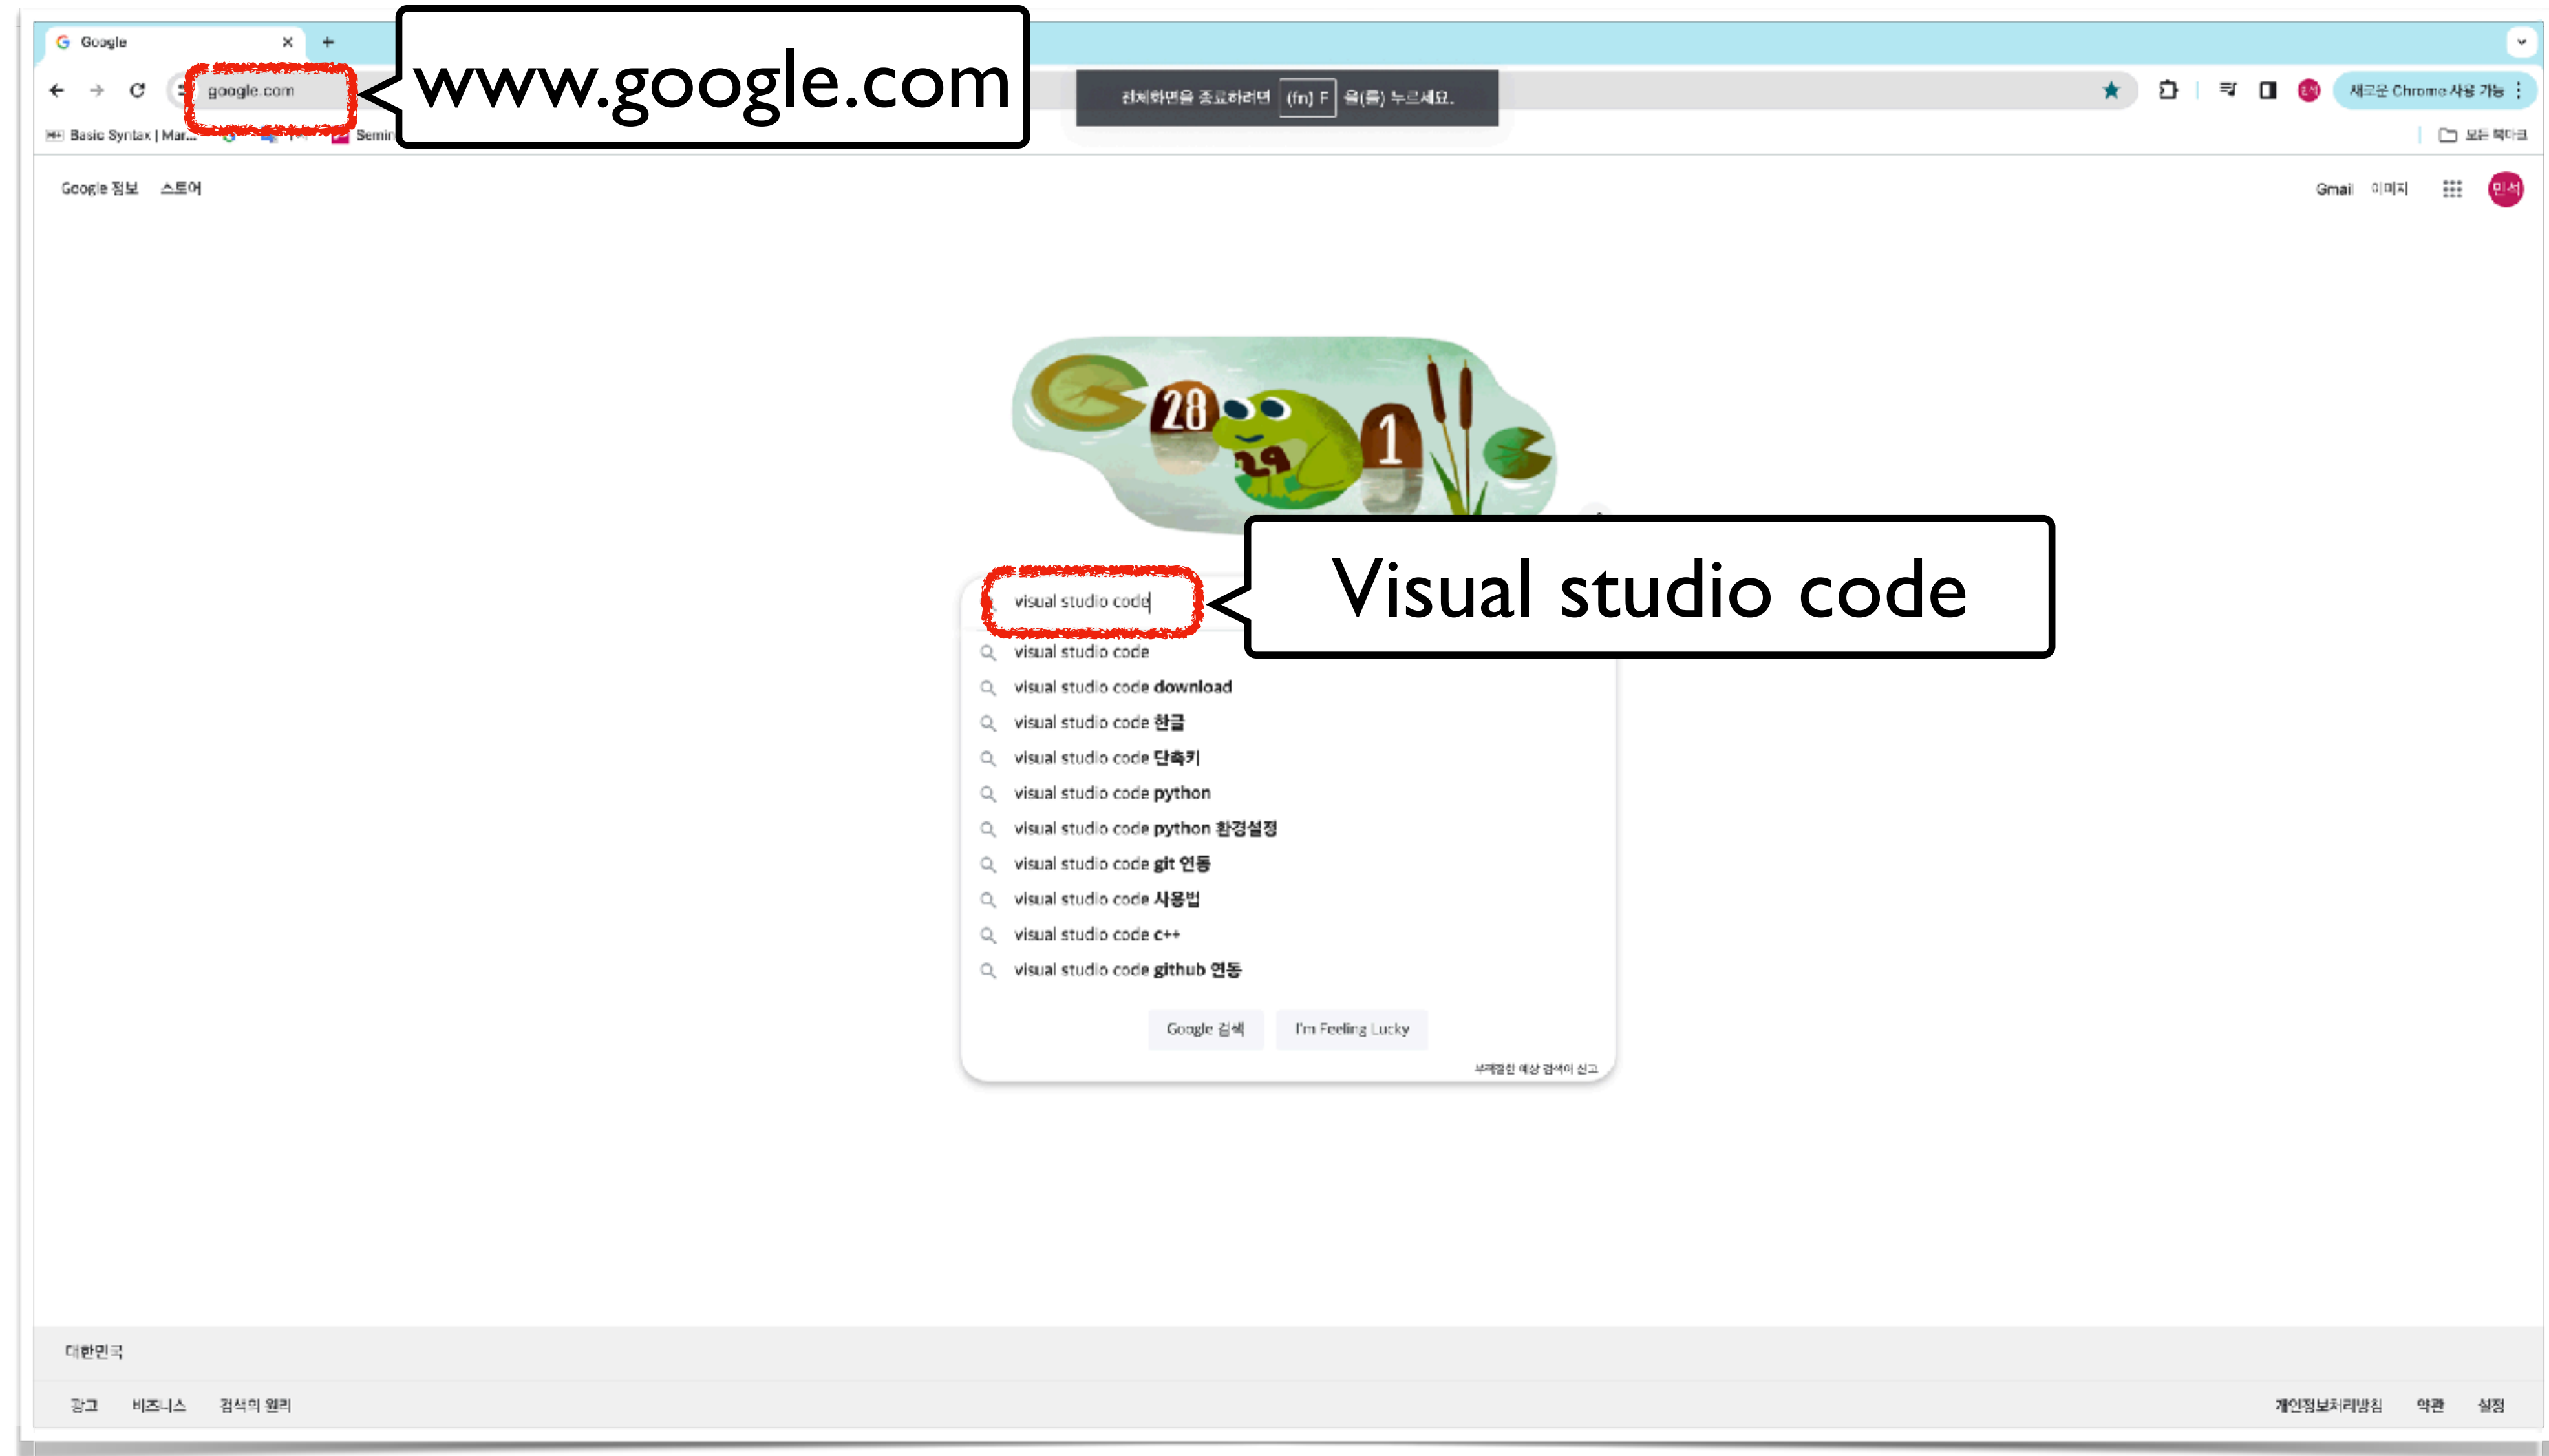 Google
www.google.com
google.com
전체화면을 종료하려면 (fn) F 을(를) 누르세요.
새로운 Chrome 사용 가능
Basic Syntax | Mar...
Semin
모든 북마크
Google 정보 스토어
Gmail 이미지
민석
28
29
1
visual studio code
Visual studio code
visual studio code
visual studio code download
visual studio code 한글
visual studio code 단축키
visual studio code python
visual studio code python 환경설정
visual studio code git 연동
visual studio code 사용법
visual studio code c++
visual studio code github 연동
Google 검색 I'm Feeling Lucky
부적절한 예상 검색어 신고
대한민국
광고 비즈니스 검색의 원리
개인정보처리방침 약관 설정